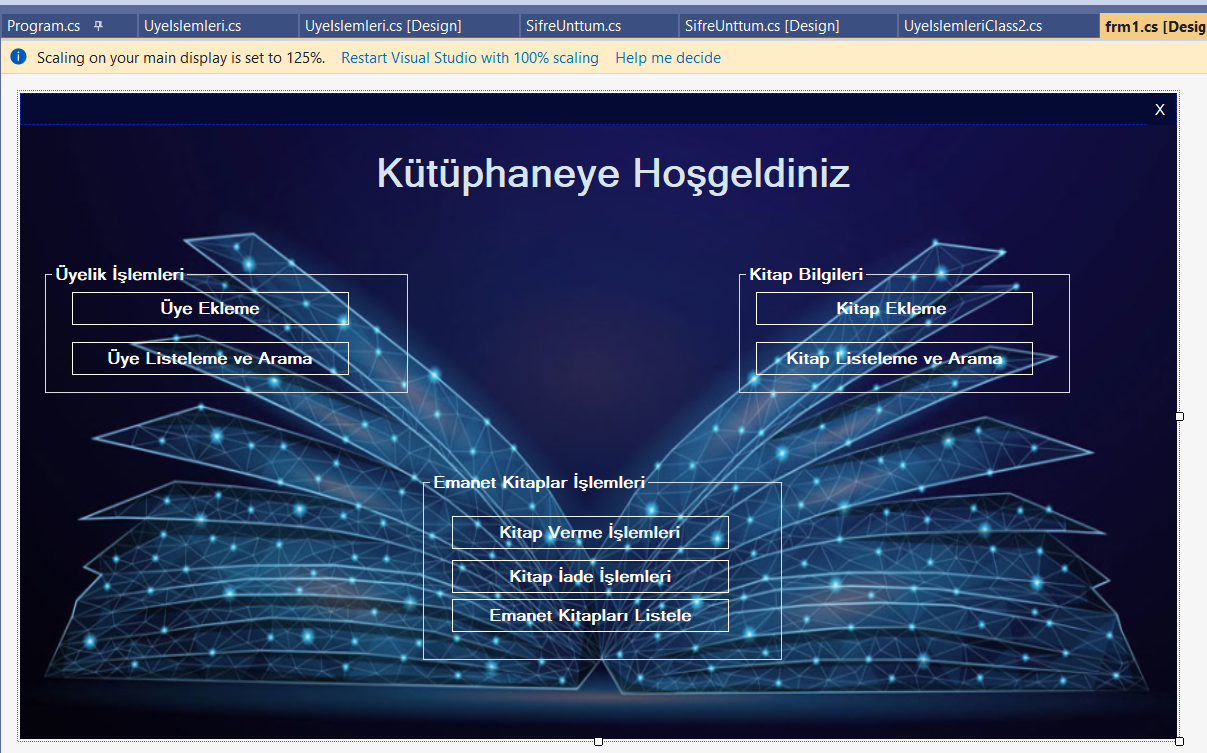 Program.cs UyeIslemleri.cs UyeIslemleri.cs [Design] SifreUnttum.cs SifreUnttum.cs [Design] UyeIslemleriClass2.cs frm1.cs [Desig
Scaling on your main display is set to 125%. Restart Visual Studio with 100% scaling Help me decide
X
Kütüphaneye Hoşgeldiniz
Üyelik İşlemleri
Üye Ekleme
Üye Listeleme ve Arama
Kitap Bilgileri
Kitap Ekleme
Kitap Listeleme ve Arama
Emanet Kitaplar İşlemleri
Kitap Verme İşlemleri
Kitap İade İşlemleri
Emanet Kitapları Listele